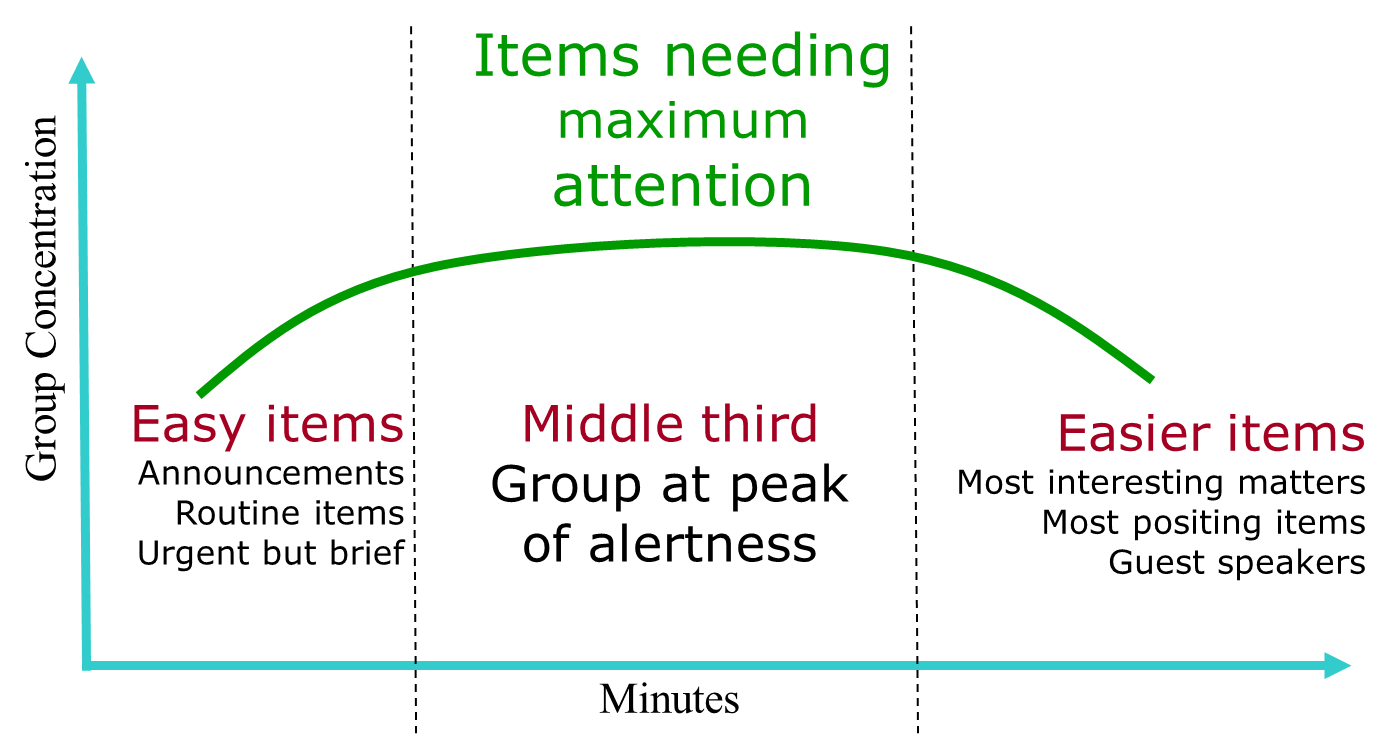 Items needing
maximum
attention
Group Concentration
Easy items
Announcements
Routine items
Urgent but brief
Middle third
Group at peak
of alertness
Easier items
Most interesting matters
Most positing items
Guest speakers
Minutes